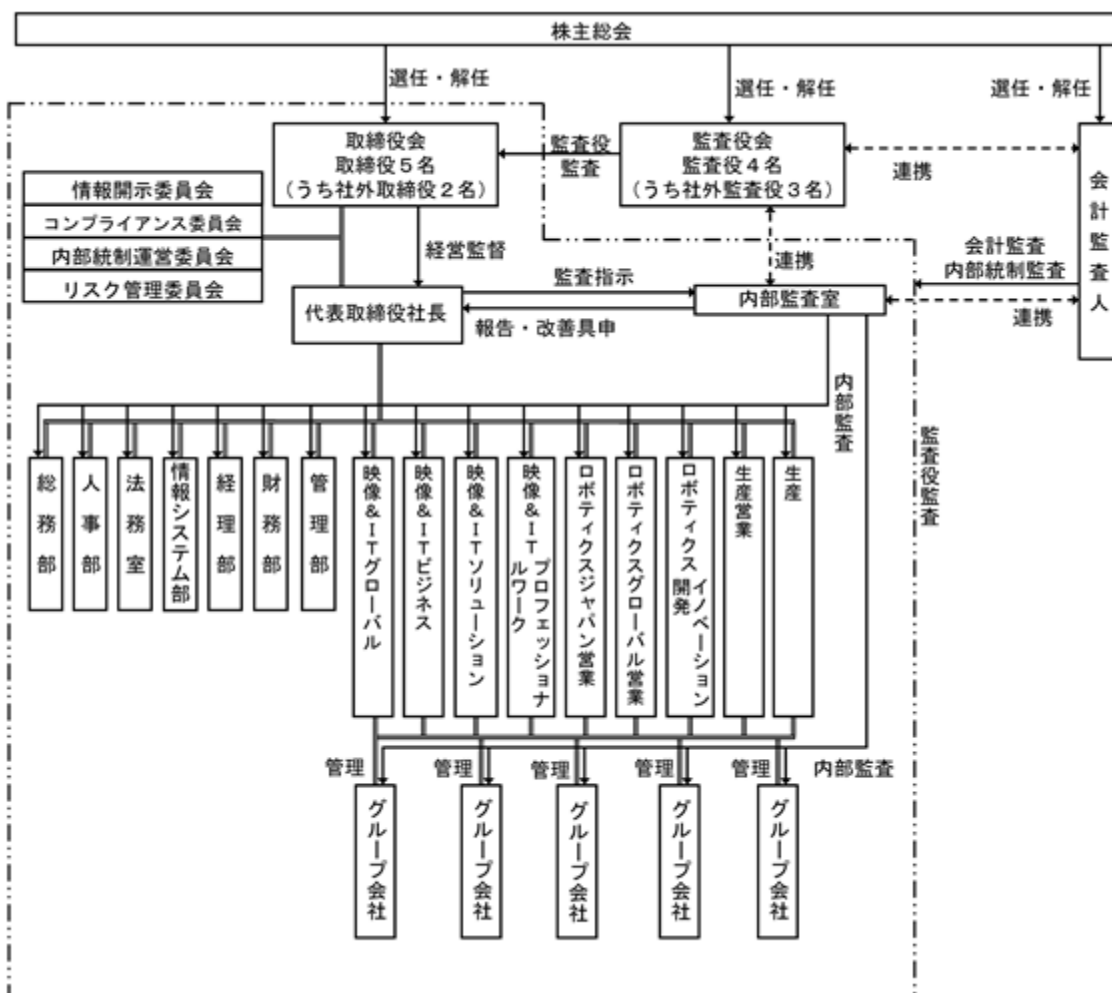 株主総会
選任・解任
選任・解任
選任・解任
取締役会
取締役5名
(うち社外取締役2名)
監査役
監査
監査役会
監査役4名
(うち社外監査役3名)
連携
会計監査人
情報開示委員会
コンプライアンス委員会
内部統制運営委員会
リスク管理委員会
経営監督
連携
会計監査
内部統制監査
代表取締役社長
監査指示
報告・改善具申
内部監査室
連携
内部監査
監査役監査
総務部
人事部
法務室
情報システム部
経理部
財務部
管理部
映像&ITグローバル
映像&ITビジネス
映像&ITソリューション
映像&IT プロフェッショナ
ルワーク
ロボティクスジャパン営業
ロボティクスグローバル営業
ロボティクス イノベーション
開発
生産営業
生産
管理
管理
管理
管理
管理
内部監査
グループ会社
グループ会社
グループ会社
グループ会社
グループ会社